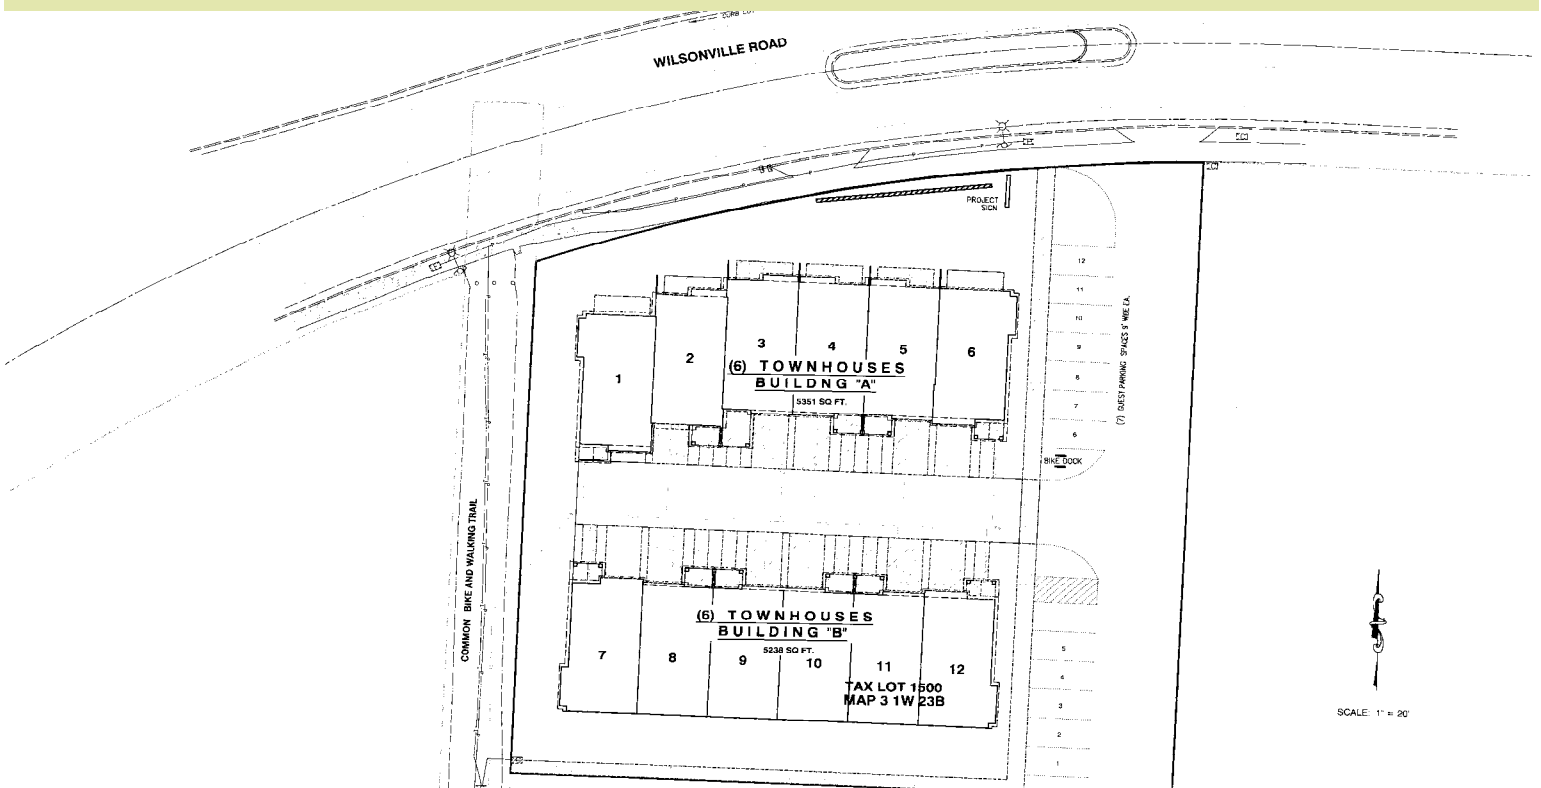 CURB CUT
WILSONVILLE ROAD
PROJECT
SIGN
12
11
10
9
8
7
6
(7) GUEST PARKING SPACES 9' WIDE EA.
BIKE DOCK
1
2
3
4
5
6
(6) TOWNHOUSES
BUILDNG "A"
5351 SQ FT.
COMMON BIKE AND WALKING TRAIL
(6) TOWNHOUSES
BUILDING "B"
5238 SQ FT.
7
8
9
10
11
12
TAX LOT 1500
MAP 3 1W 23B
5
4
3
2
1
SCALE: 1" = 20'